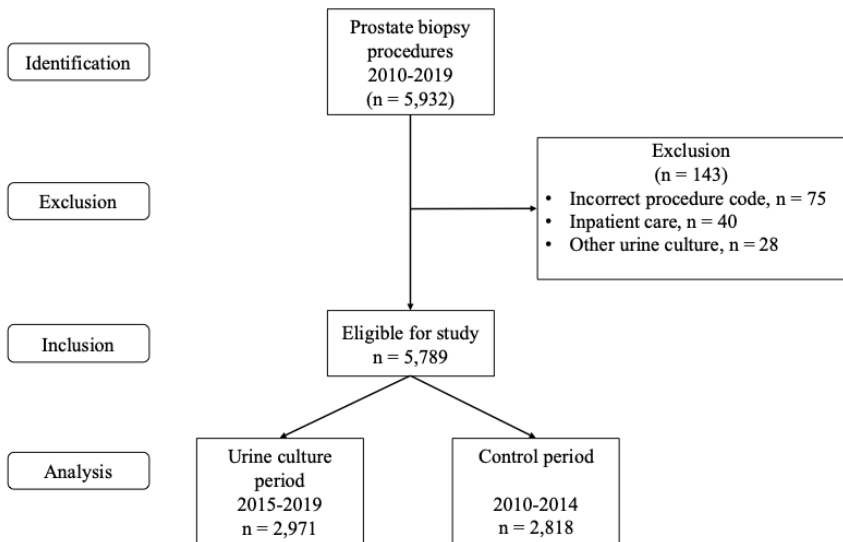 Identification
Prostate biopsy
procedures
2010-2019
(n = 5,932)
Exclusion
Exclusion
(n = 143)
• Incorrect procedure code, n = 75
• Inpatient care, n = 40
• Other urine culture, n = 28
Inclusion
Eligible for study
n = 5,789
Analysis
Urine culture
period
2015-2019
n = 2,971
Control period
2010-2014
n = 2,818